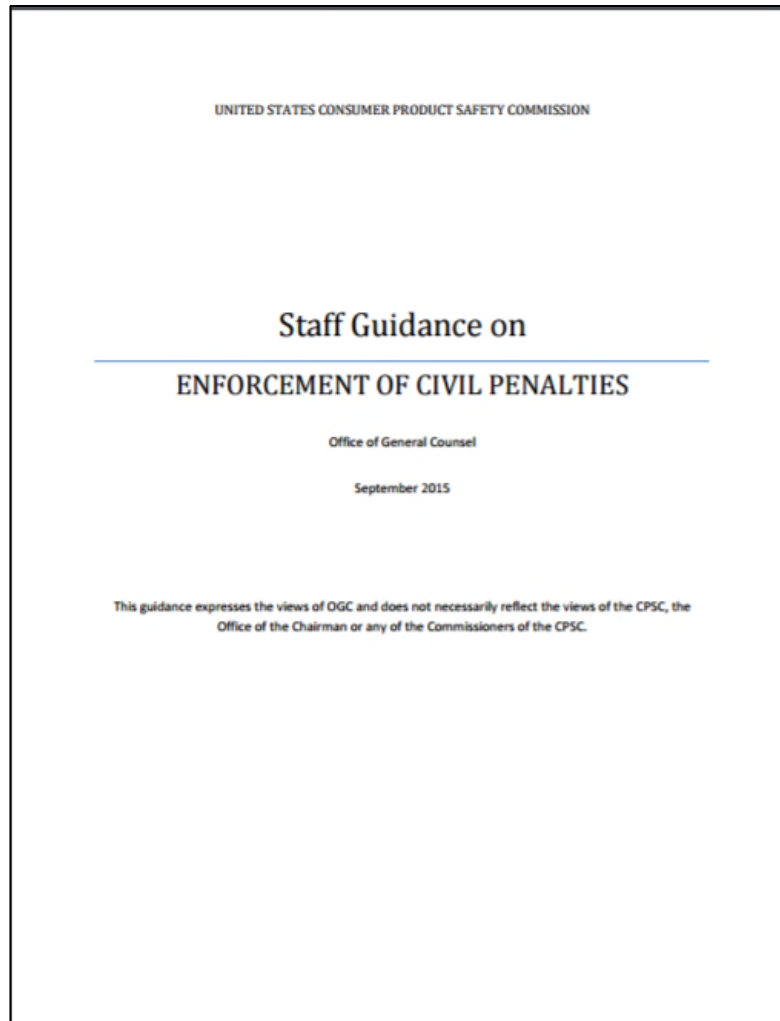 UNITED STATES CONSUMER PRODUCT SAFETY COMMISSION
Staff Guidance on
ENFORCEMENT OF CIVIL PENALTIES
Office of General Counsel
September 2015
This guidance expresses the views of OGC and does not necessarily reflect the views of the CPSC, the
Office of the Chairman or any of the Commissioners of the CPSC.